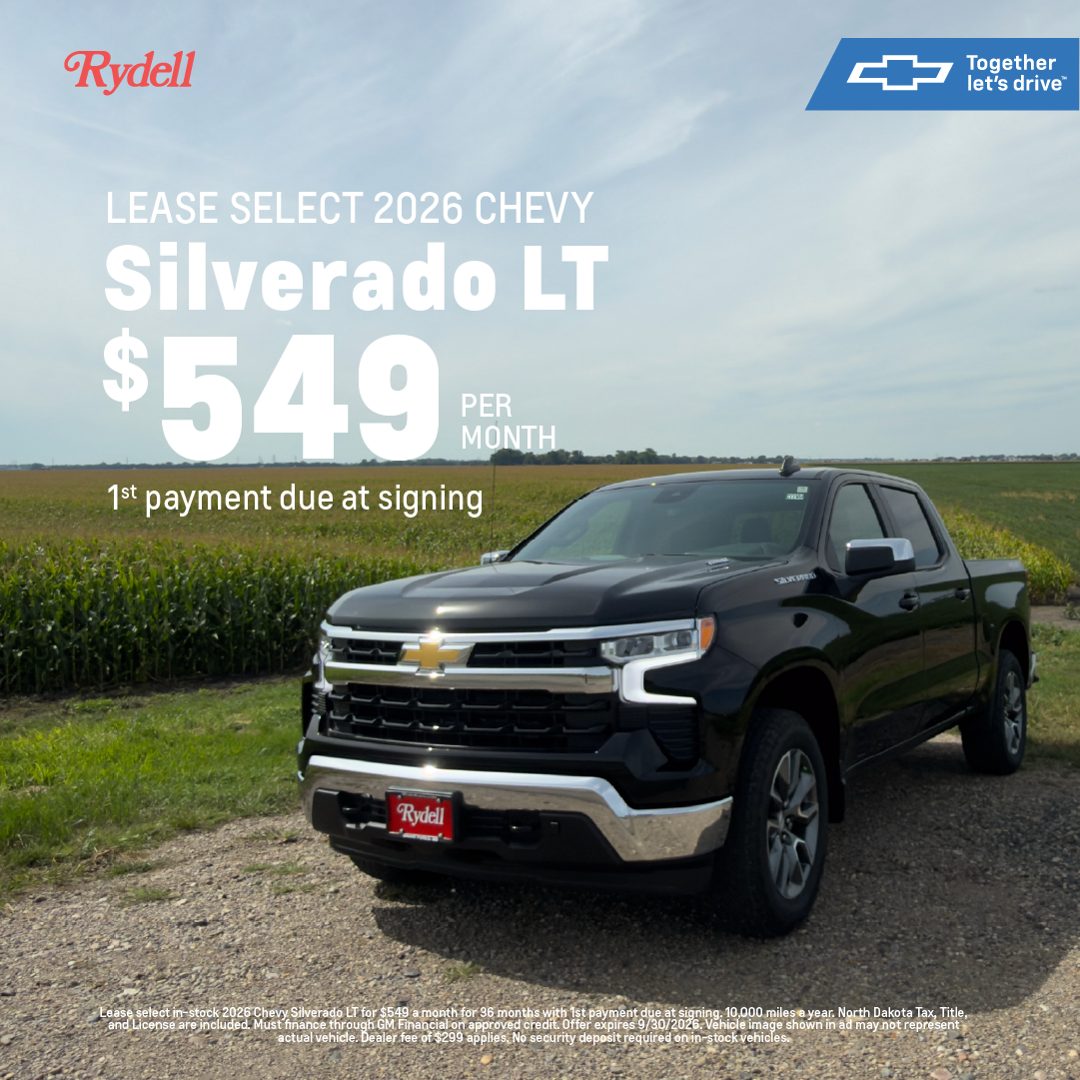 Rydell
Together
let's drive™
LEASE SELECT 2026 CHEVY
Silverado LT
$549 PER
MONTH
1st payment due at signing
SILVERADO
Rydell
Lease select in-stock 2026 Chevy Silverado LT for $549 a month for 36 months with 1st payment due at signing. 10,000 miles a year. North Dakota Tax, Title,
and License are included. Must finance through GM Financial on approved credit. Offer expires 9/30/2026. Vehicle image shown in ad may not represent
actual vehicle. Dealer fee of $299 applies. No security deposit required on in-stock vehicles.